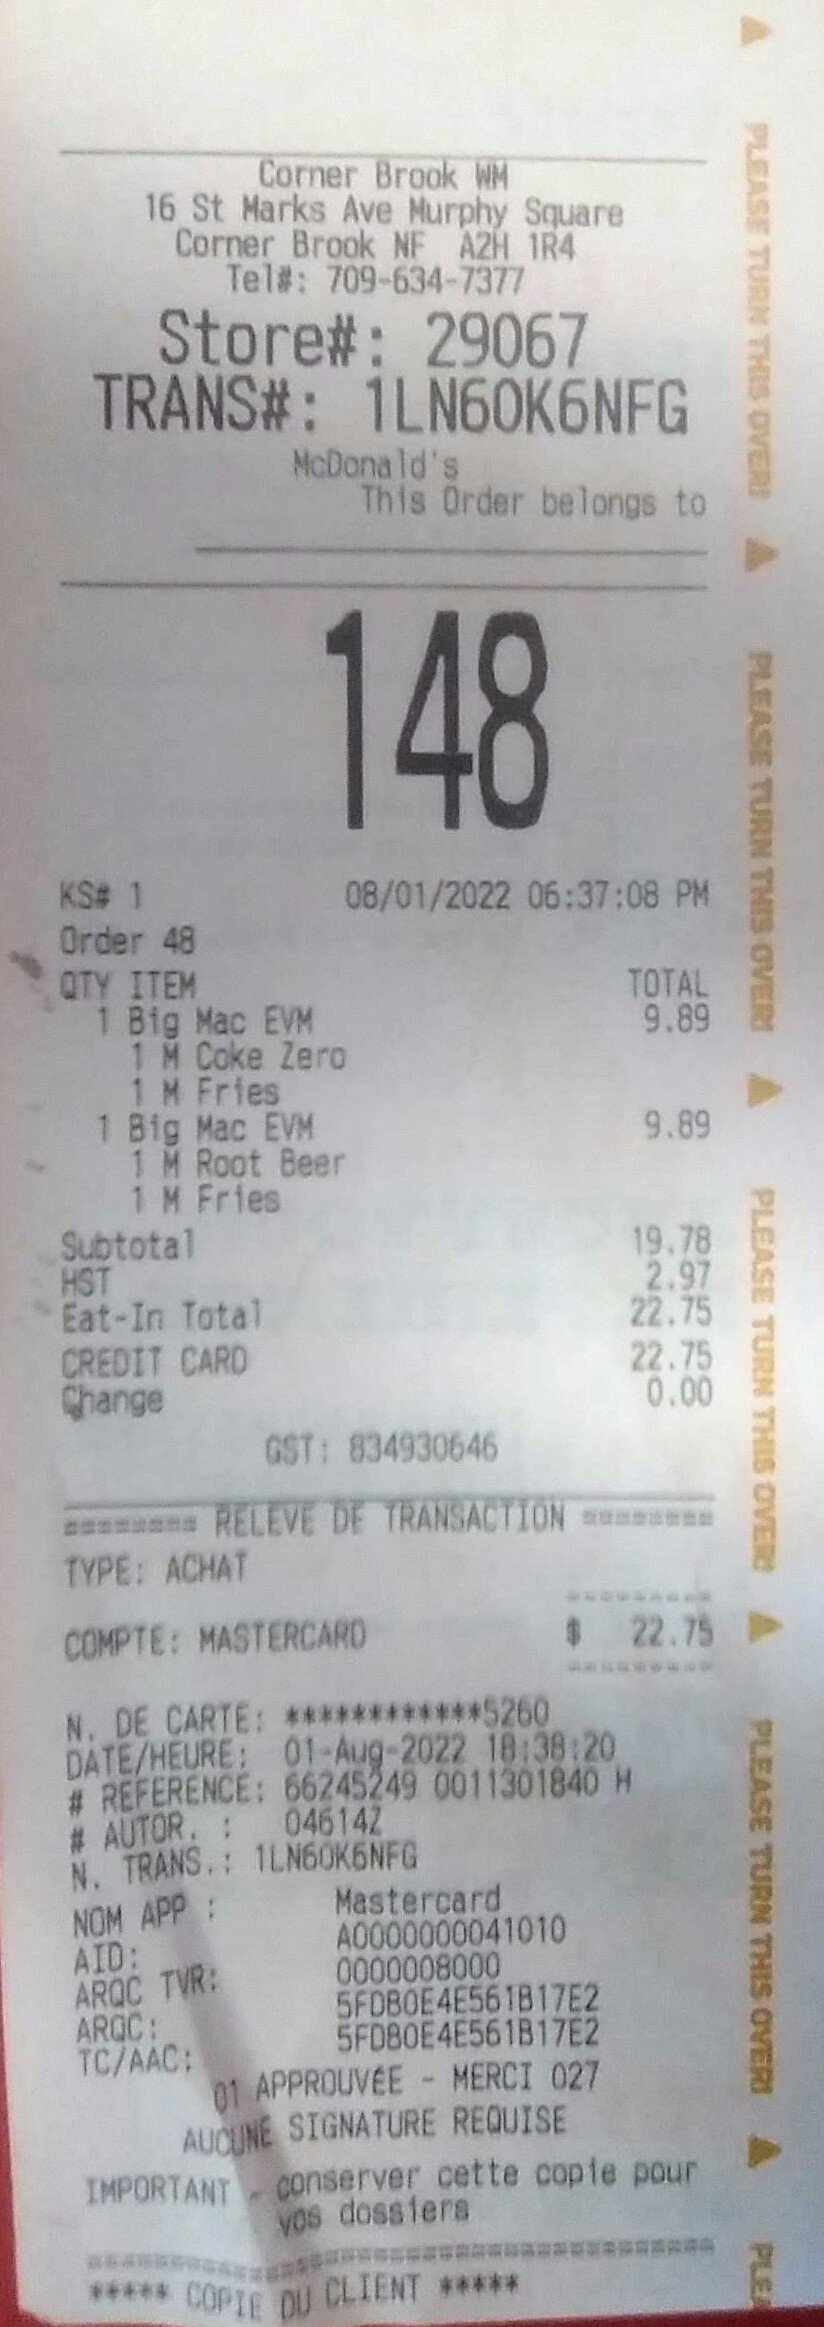 Corner Brook WM
16 St Marks Ave Murphy Square
Corner Brook NF A2H 1R4
Tel#: 709-634-7377
Store#: 29067
TRANS#: 1LN60K6NFG
McDonald's
This Order belongs to
148
KS# 1 08/01/2022 06:37:08 PM
Order 48
QTY ITEM TOTAL
1 Big Mac EVM 9.89
1 M Coke Zero
1 M Fries
1 Big Mac EVM 9.89
1 M Root Beer
1 M Fries
Subtotal 19.78
HST 2.97
Eat-In Total 22.75
CREDIT CARD 22.75
Change 0.00
GST: 834930646
======== RELEVE DE TRANSACTION ========
TYPE: ACHAT
COMPTE: MASTERCARD $ 22.75
N. DE CARTE: ************5260
DATE/HEURE: 01-Aug-2022 18:38:20
# REFERENCE: 66245249 0011301840 H
# AUTOR. : 04614Z
N. TRANS.: 1LN60K6NFG
NOM APP : Mastercard
AID: A0000000041010
ARQC TVR: 0000008000
ARQC: 5FDB0E4E561B17E2
TC/AAC: 5FDB0E4E561B17E2
01 APPROUVÉE - MERCI 027
AUCUNE SIGNATURE REQUISE
IMPORTANT - conserver cette copie pour
vos dossiers
***** COPIE DU CLIENT *****
PLEASE TURN THIS OVER!
PLEASE TURN THIS OVER!
PLEASE TURN THIS OVER!
PLEASE TURN THIS OVER!
PLEA